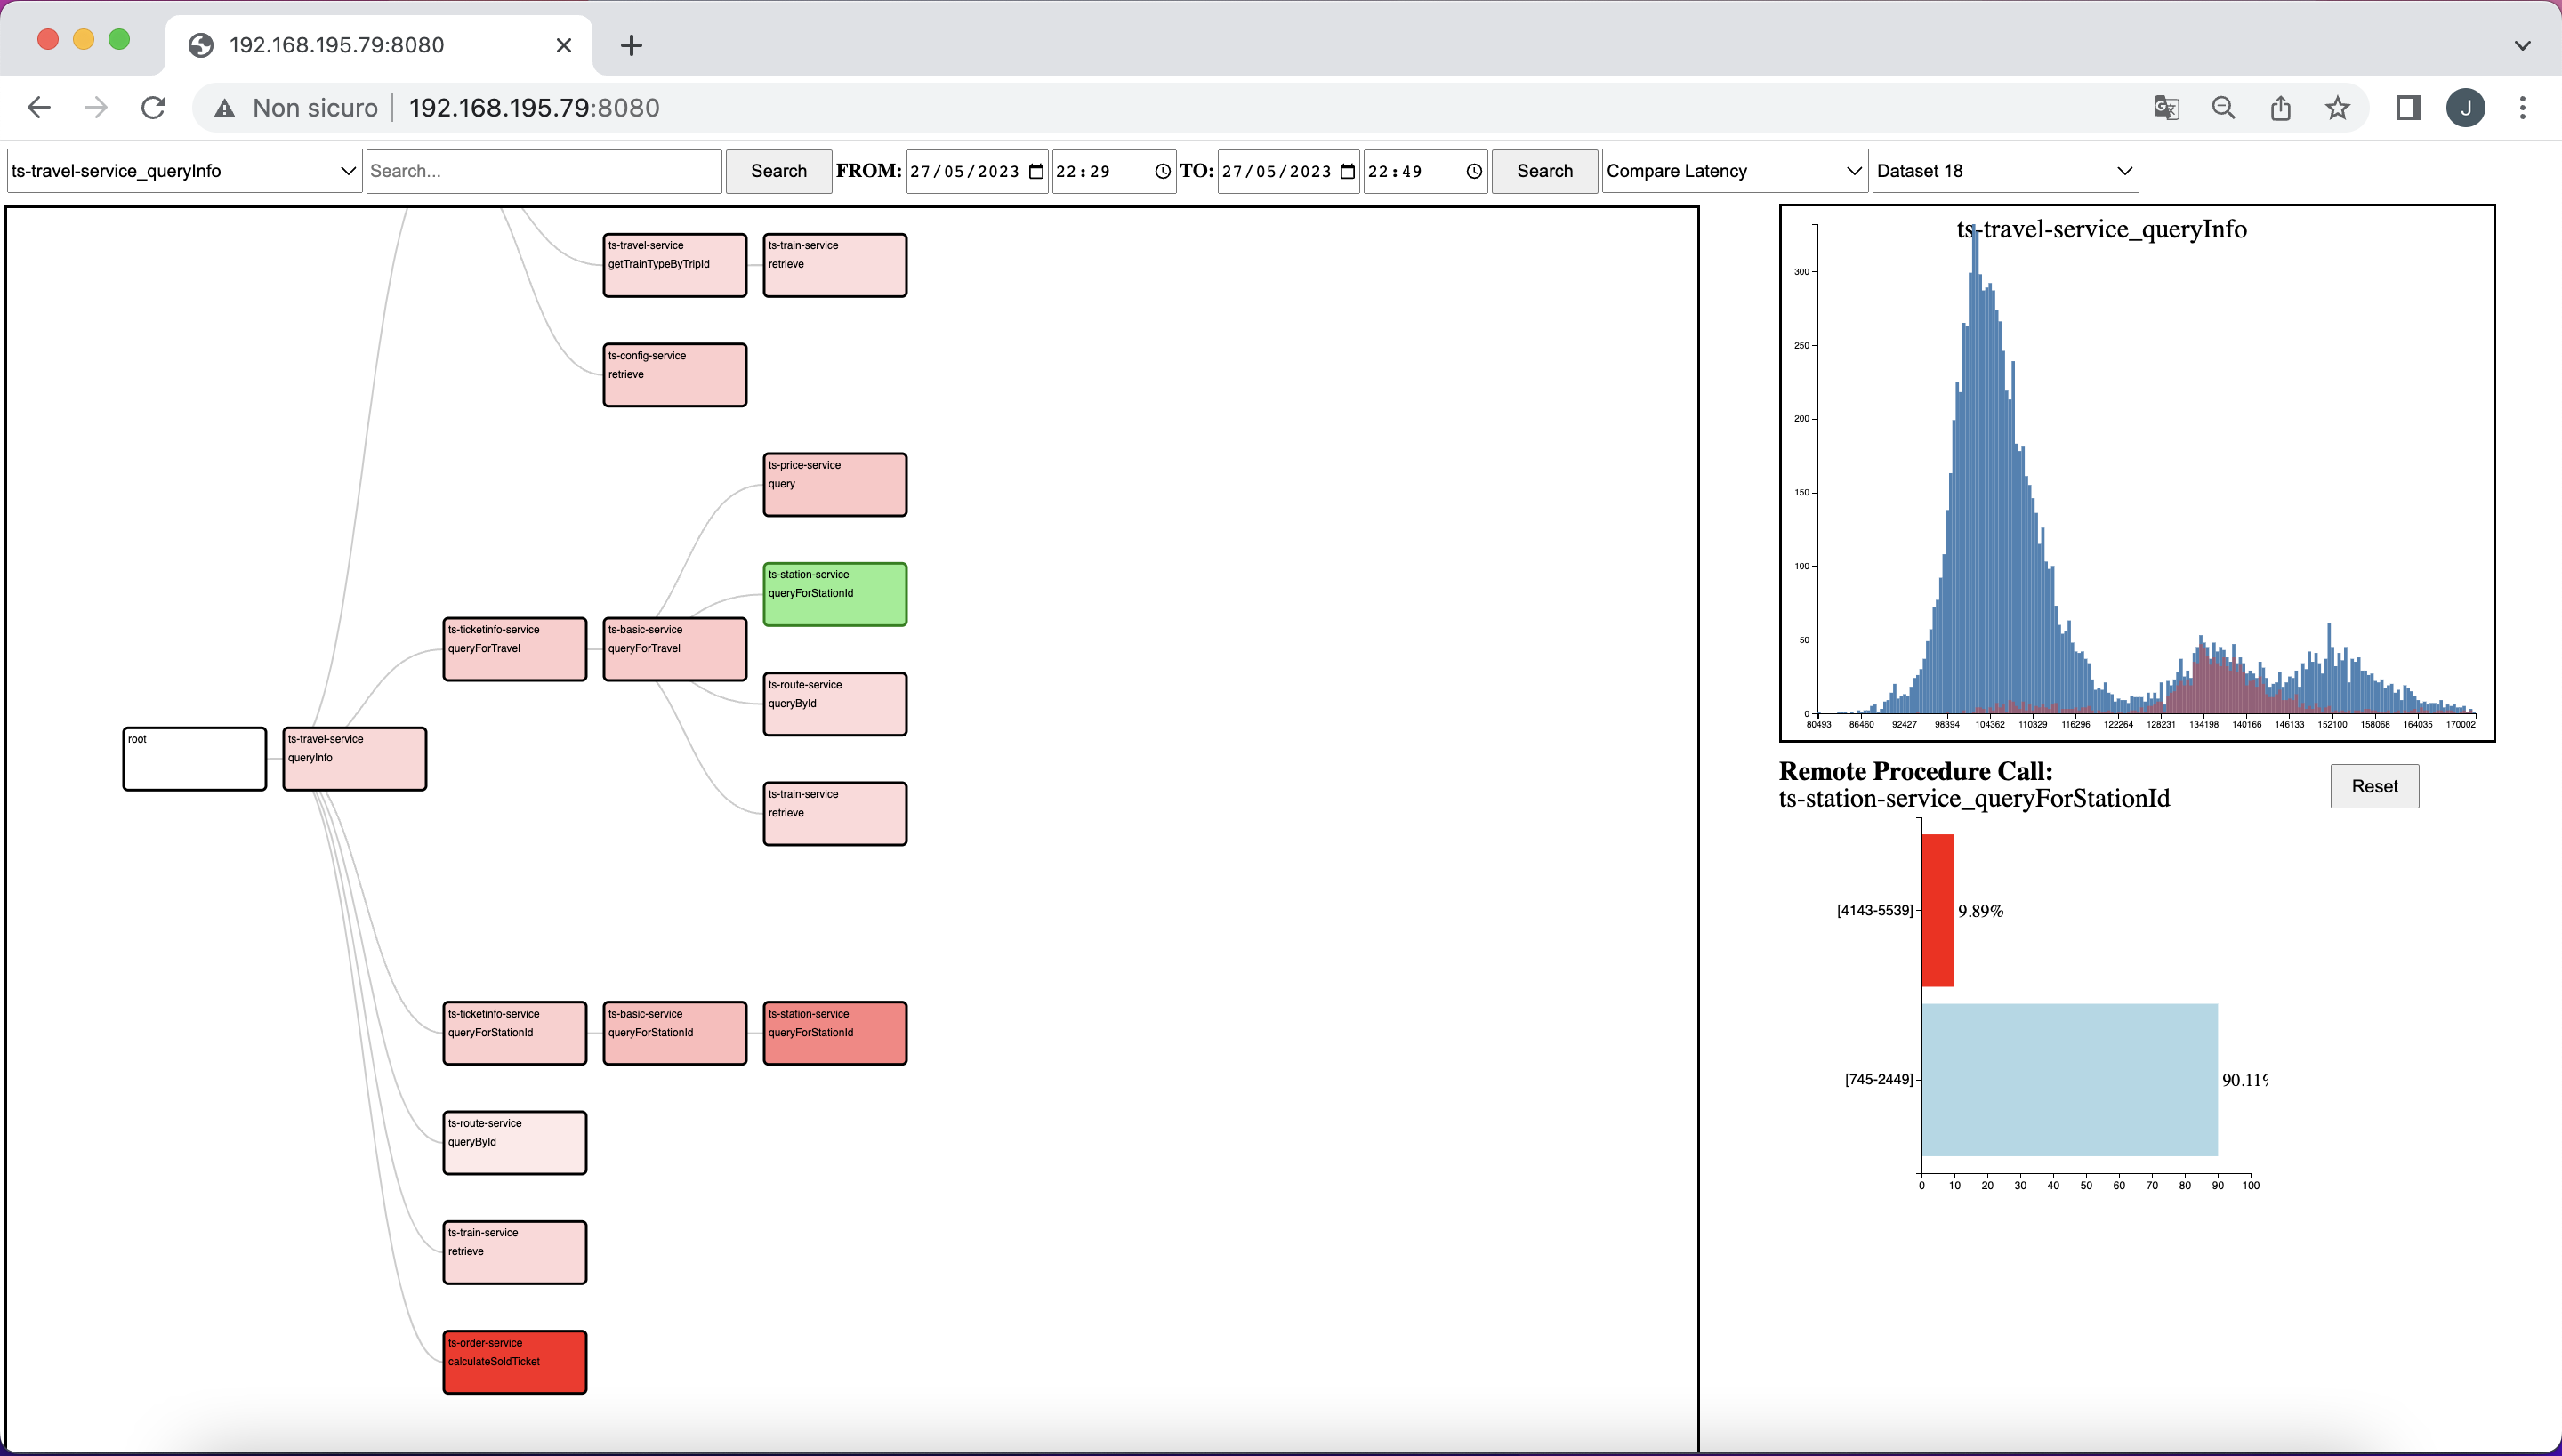 192.168.195.79:8080
Non sicuro 192.168.195.79:8080
J
ts-travel-service_queryInfo Search... Search FROM: 27/05/2023 22:29 TO: 27/05/2023 22:49 Search Compare Latency Dataset 18
ts-travel-service
getTrainTypeByTripId
ts-train-service
retrieve
ts-config-service
retrieve
ts-price-service
query
ts-station-service
queryForStationId
ts-ticketinfo-service
queryForTravel
ts-basic-service
queryForTravel
ts-route-service
queryById
root
ts-travel-service
queryInfo
ts-train-service
retrieve
ts-ticketinfo-service
queryForStationId
ts-basic-service
queryForStationId
ts-station-service
queryForStationId
ts-route-service
queryById
ts-train-service
retrieve
ts-order-service
calculateSoldTicket
ts-travel-service_queryInfo
300
250
200
150
100
50
0
80493 86460 92427 98394 104362 110329 116296 122264 128231 134198 140166 146133 152100 158068 164035 170002
Remote Procedure Call:
ts-station-service_queryForStationId
Reset
[4143-5539] 9.89%
[745-2449] 90.11%
0 10 20 30 40 50 60 70 80 90 100